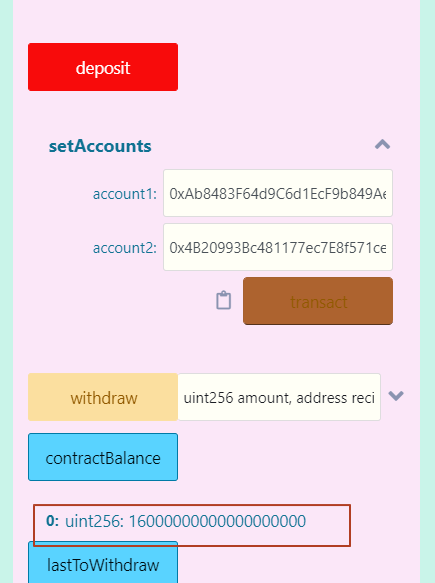 deposit
setAccounts
account1: 0xAb8483F64d9C6d1EcF9b849Ae
account2: 0x4B20993Bc481177ec7E8f571ce
transact
withdraw uint256 amount, address reci
contractBalance
0: uint256: 16000000000000000000
lastToWithdraw